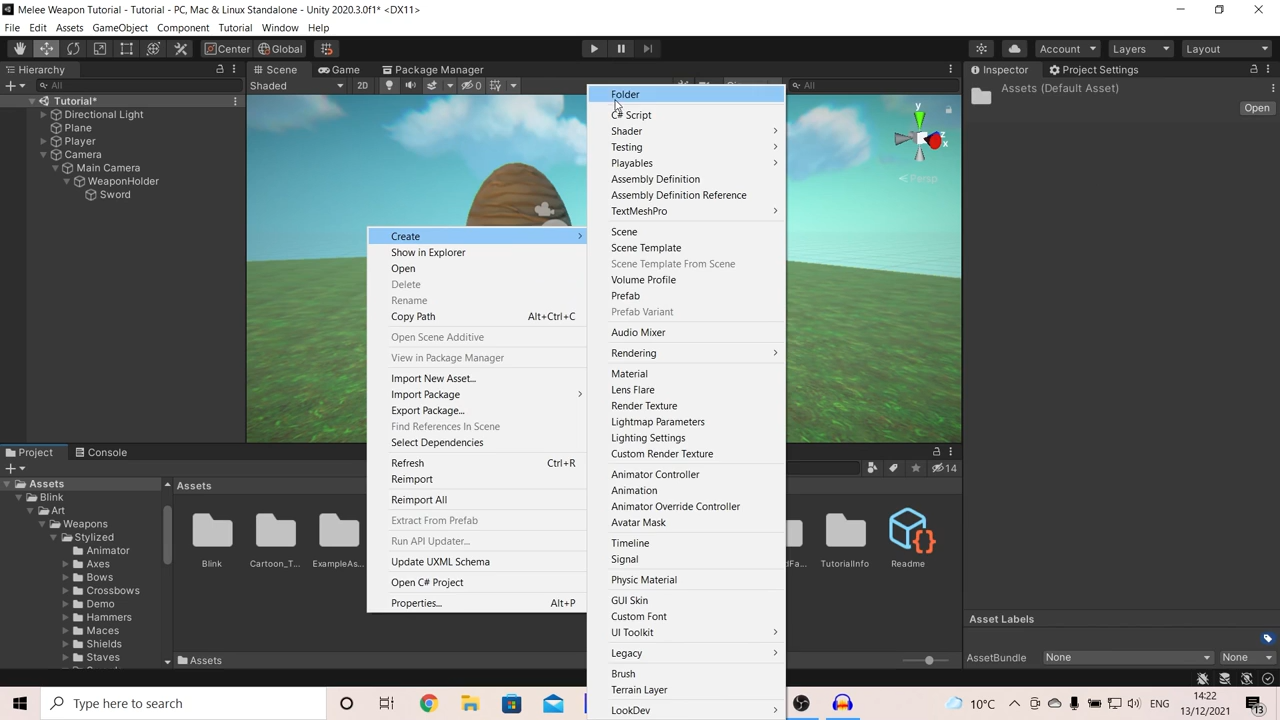 Melee Weapon Tutorial - Tutorial - PC, Mac & Linux Standalone - Unity 2020.3.0f1* <DX11>
File Edit Assets GameObject Component Tutorial Window Help
Center Global Account Layers Layout
Hierarchy Scene Game Package Manager Inspector Project Settings
All Shaded 2D 0 All Assets (Default Asset)
Open
Tutorial*
Directional Light
Plane
Player
Camera
Main Camera
WeaponHolder
Sword
y
z
x
Persp
Create
Show in Explorer
Open
Delete
Rename
Copy Path Alt+Ctrl+C
Open Scene Additive
View in Package Manager
Import New Asset...
Import Package
Export Package...
Find References In Scene
Select Dependencies
Refresh Ctrl+R
Reimport
Reimport All
Extract From Prefab
Run API Updater...
Update UXML Schema
Open C# Project
Properties... Alt+P
Folder
C# Script
Shader
Testing
Playables
Assembly Definition
Assembly Definition Reference
TextMeshPro
Scene
Scene Template
Scene Template From Scene
Volume Profile
Prefab
Prefab Variant
Audio Mixer
Rendering
Material
Lens Flare
Render Texture
Lightmap Parameters
Lighting Settings
Custom Render Texture
Animator Controller
Animation
Animator Override Controller
Avatar Mask
Timeline
Signal
Physic Material
GUI Skin
Custom Font
UI Toolkit
Legacy
Brush
Terrain Layer
LookDev
Project Console
14
Assets
Blink
Art
Weapons
Stylized
Animator
Axes
Bows
Crossbows
Demo
Hammers
Maces
Shields
Staves
Assets
Blink Cartoon_T... ExampleAs... TutorialInfo Readme
Assets
Asset Labels
AssetBundle None None
Type here to search
10°C ENG 14:22
13/12/2021
13